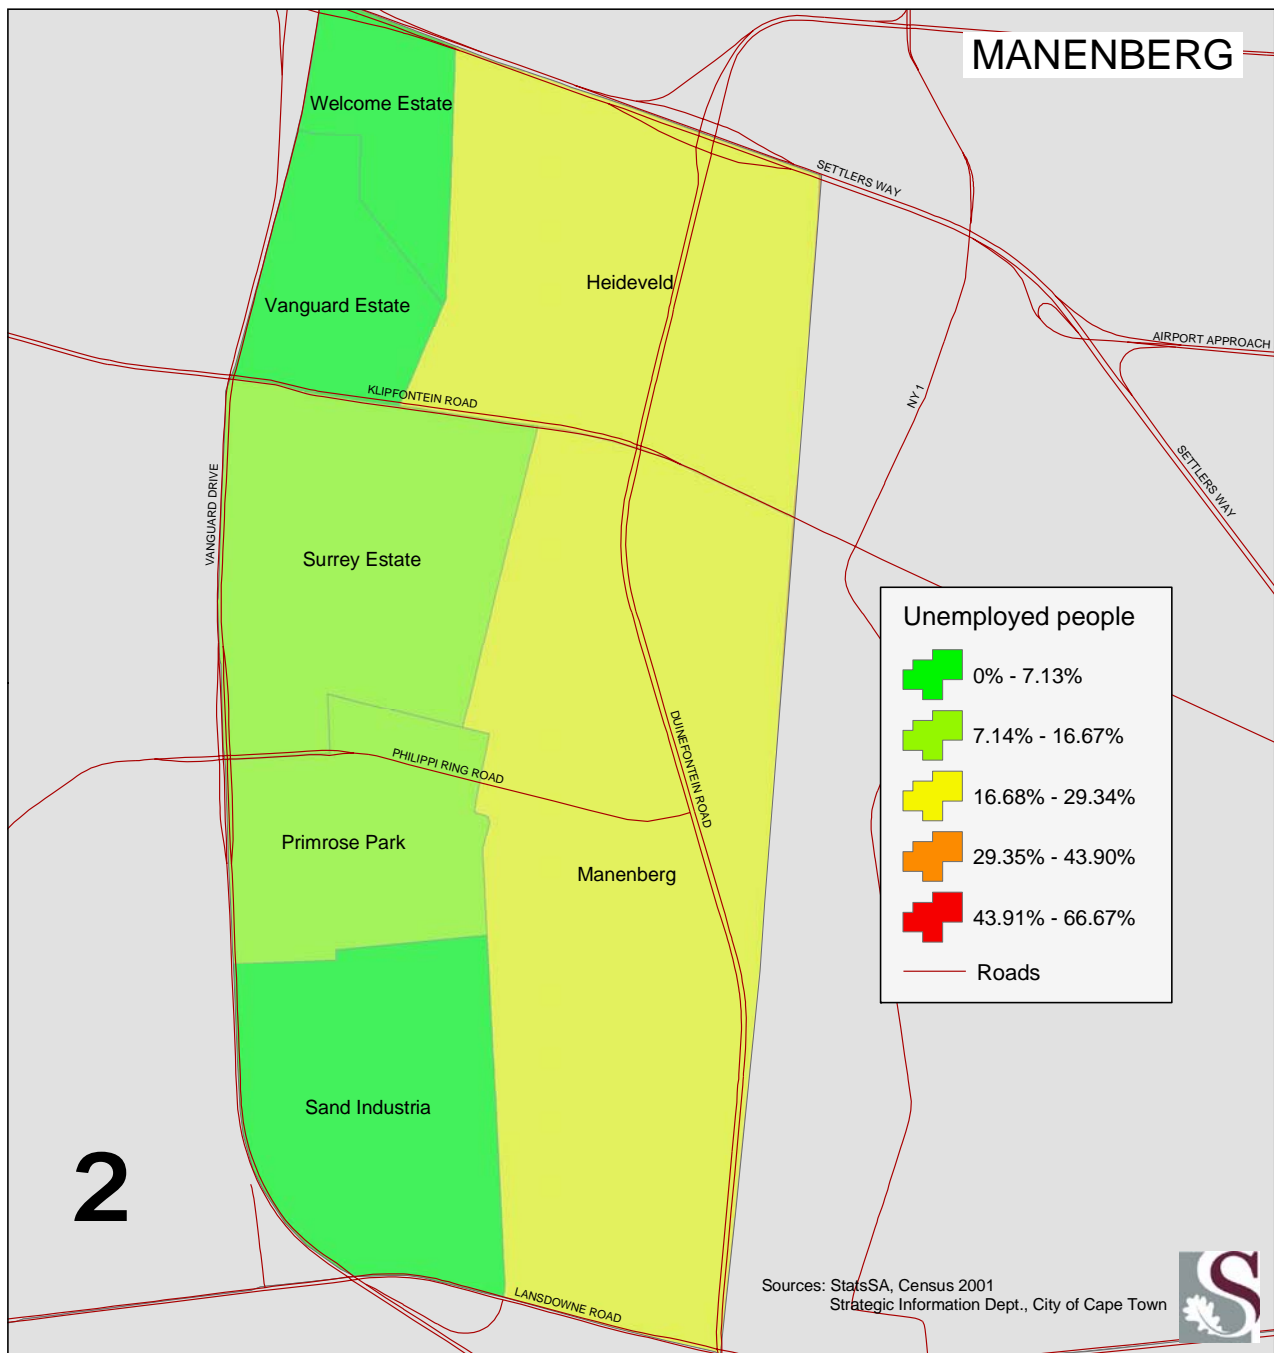 MANENBERG
Welcome Estate
SETTLERS WAY
Heideveld
Vanguard Estate
AIRPORT APPROACH
KLIPFONTEIN ROAD
NY 1
SETTLERS WAY
VANGUARD DRIVE
Surrey Estate
Unemployed people
0% - 7.13%
7.14% - 16.67%
16.68% - 29.34%
29.35% - 43.90%
43.91% - 66.67%
Roads
DUINEFONTEIN ROAD
PHILIPPI RING ROAD
Primrose Park
Manenberg
Sand Industria
2
LANSDOWNE ROAD
Sources: StatsSA, Census 2001
Strategic Information Dept., City of Cape Town
S